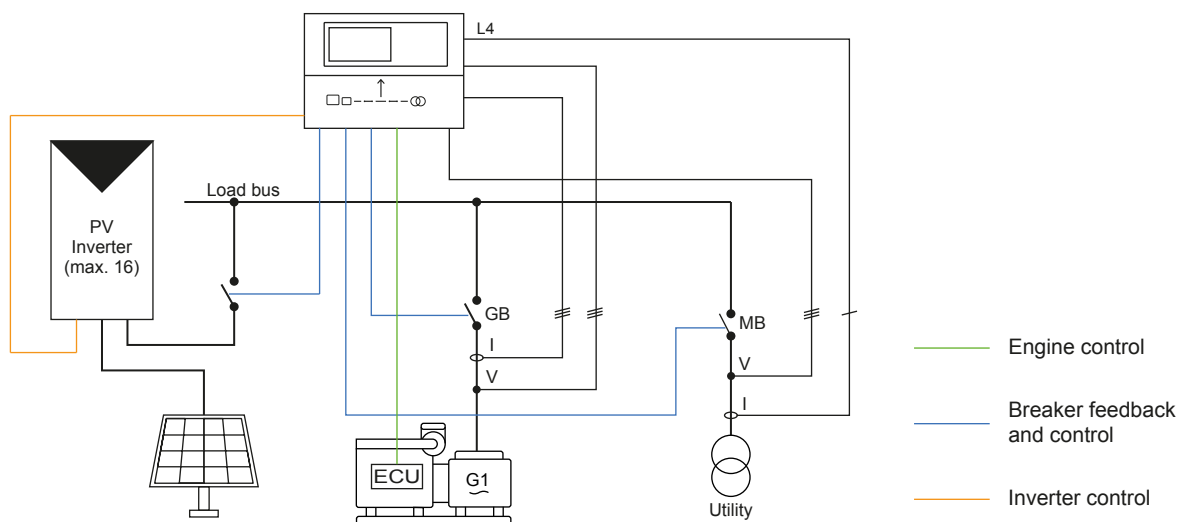 L4
Load bus
PV
Inverter
(max. 16)
GB
I
V
MB
V
I
ECU
G1
Utility
Engine control
Breaker feedback
and control
Inverter control